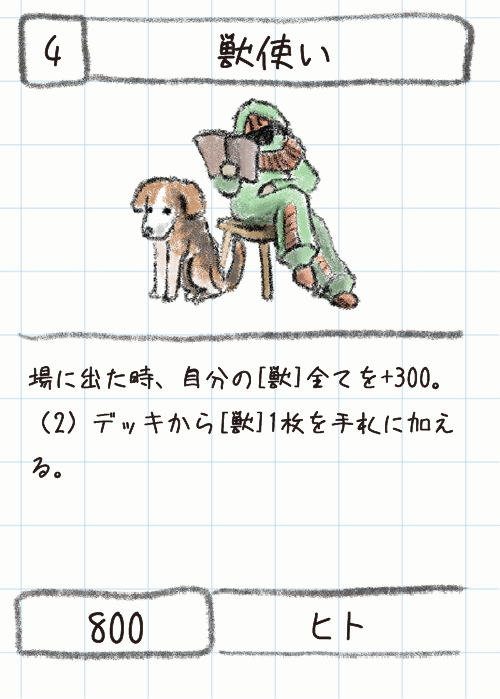 4
獣使い
場に出た時、自分の[獣]全てを+300。
（2）デッキから[獣]1枚を手札に加え
る。
800
ヒト